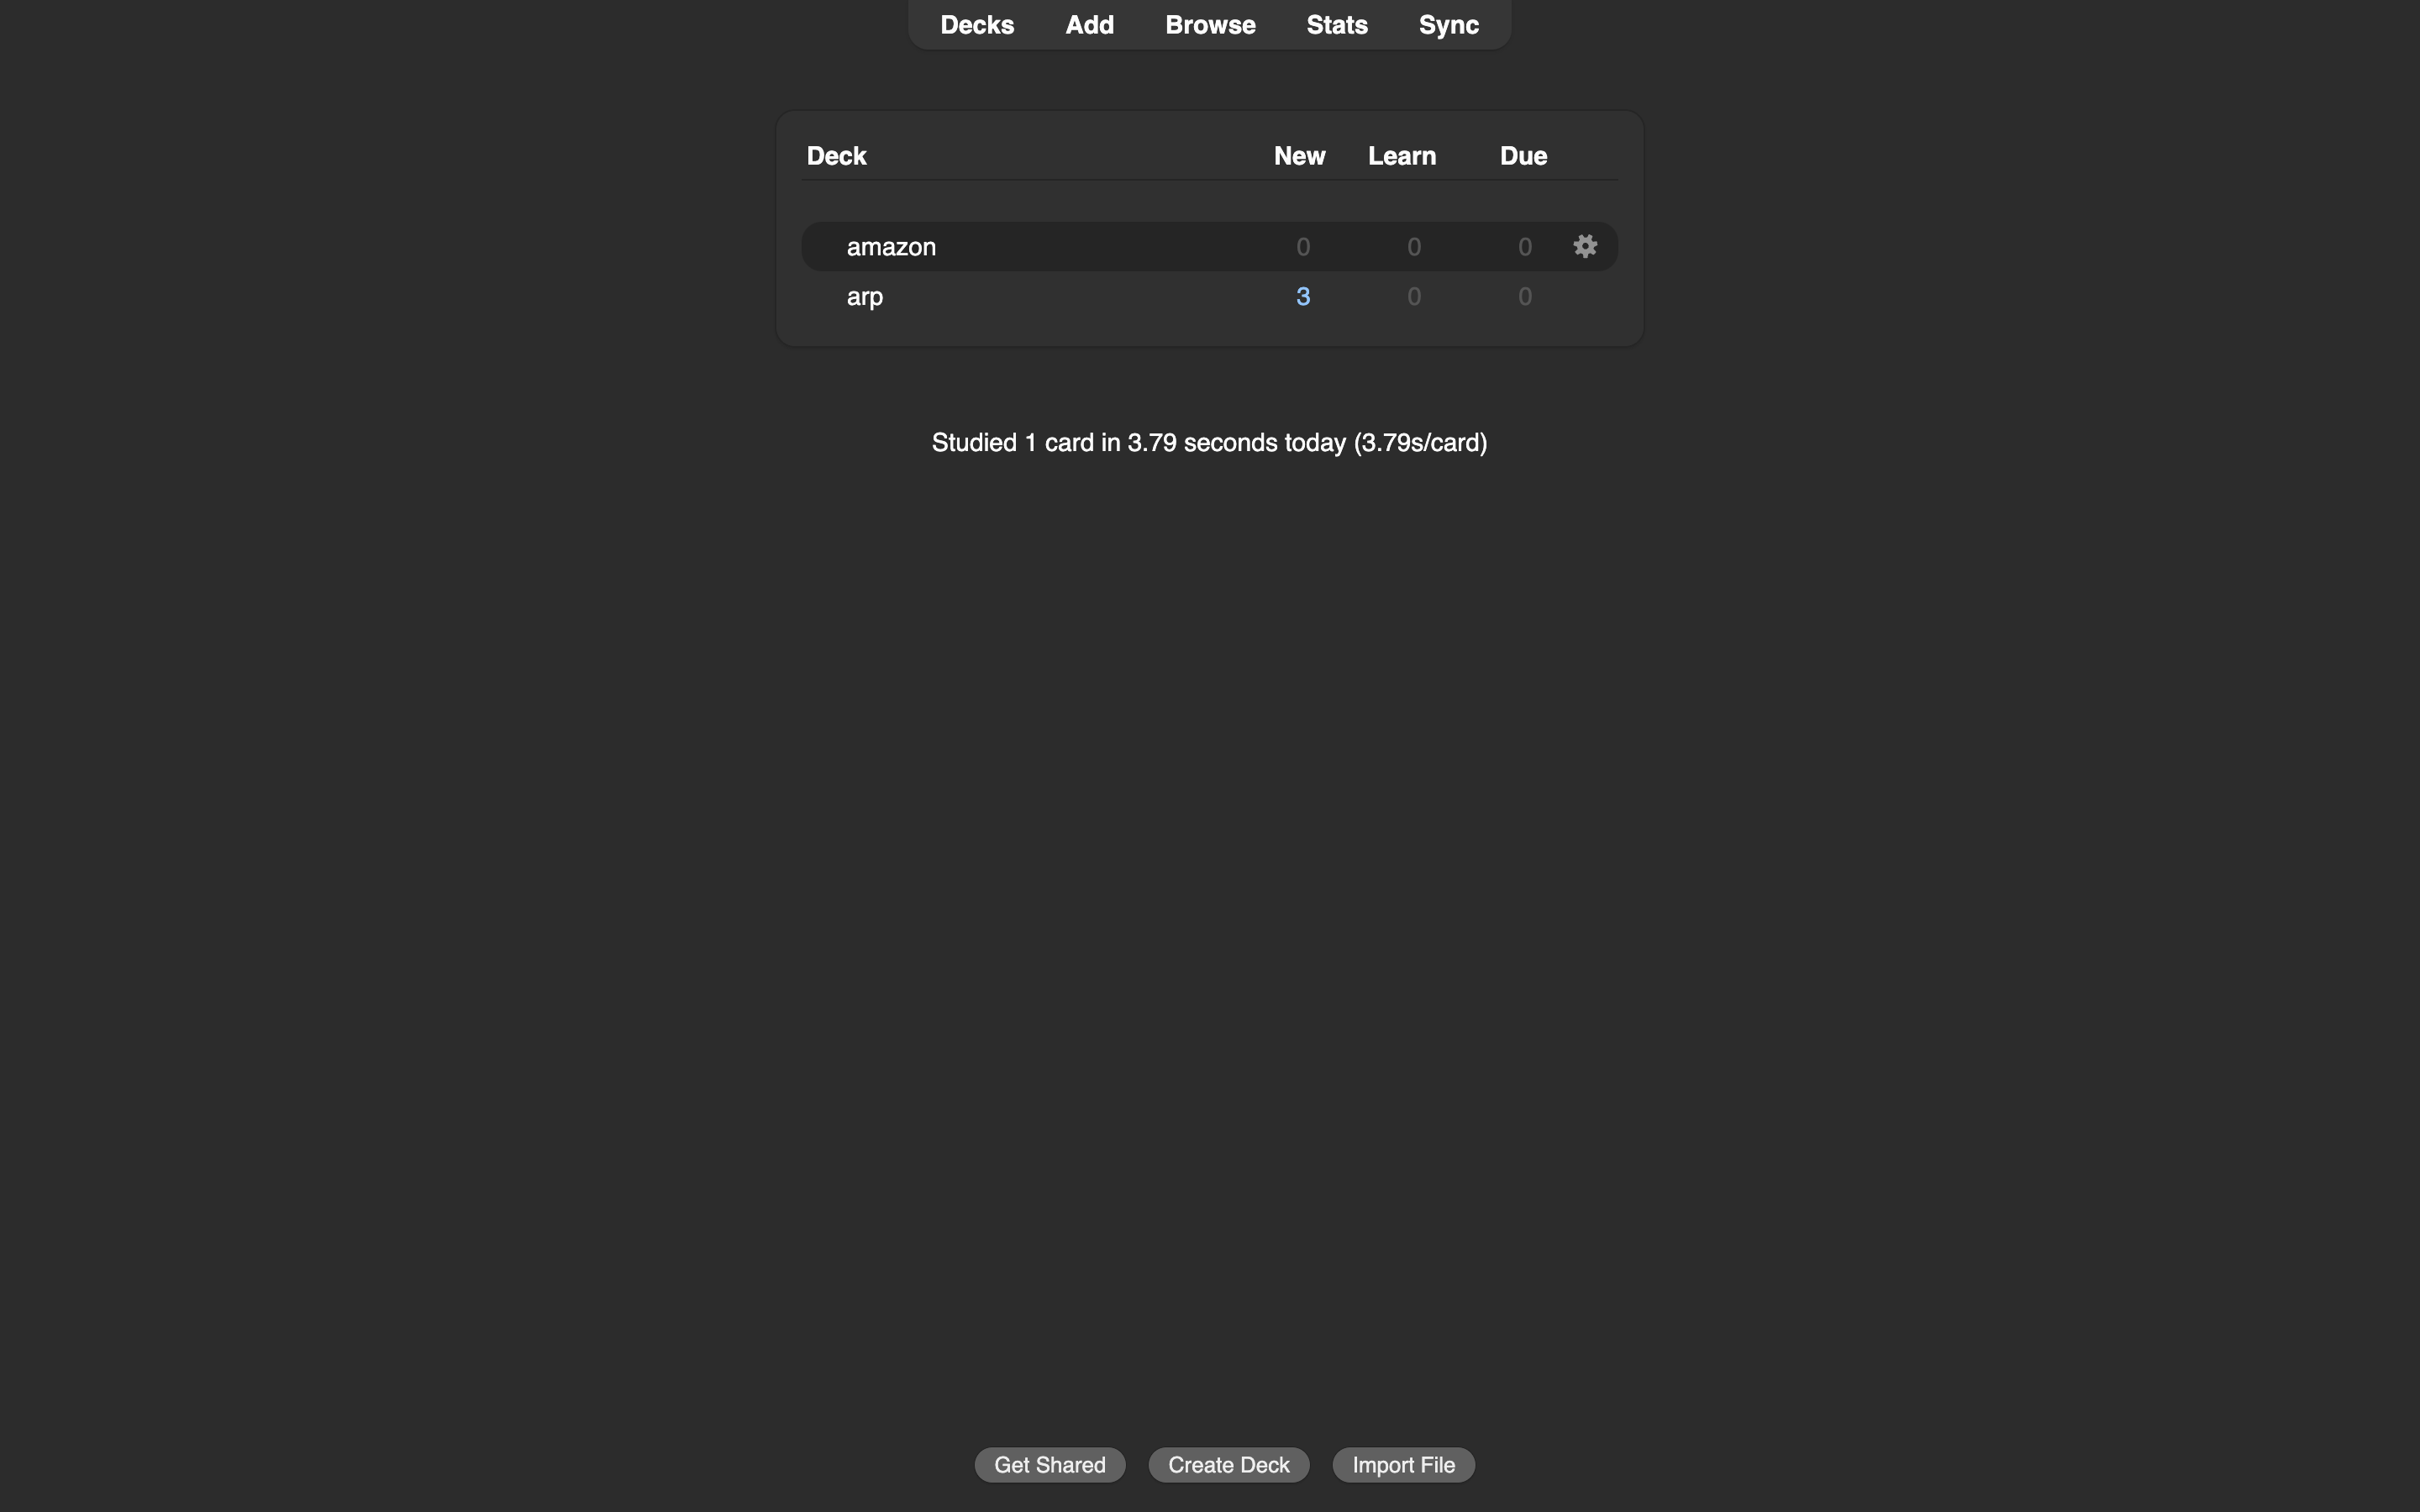 Decks Add Browse Stats Sync
Deck New Learn Due
amazon 0 0 0
arp 3 0 0
Studied 1 card in 3.79 seconds today (3.79s/card)
Get Shared Create Deck Import File